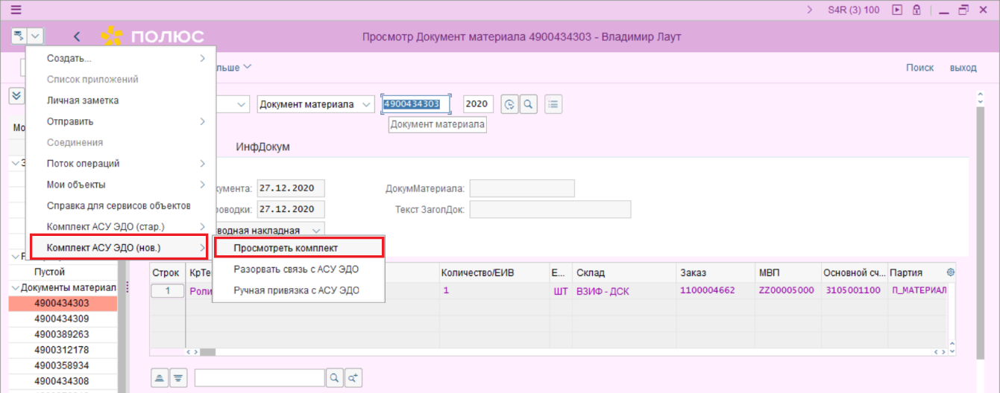 S4R (3) 100
ПОЛЮС
Просмотр Документ материала 4900434303 - Владимир Лаут
Создать...
льше
Поиск
выход
Список приложений
Личная заметка
Документ материала
4900434303
2020
Отправить
Документ материала
Мо
Соединения
ИнфДокум
Поток операций
З
Мои объекты
кумента:
27.12.2020
ДокумМатериала:
Справка для сервисов объектов
роводки:
27.12.2020
Текст ЗаголДок:
Комплект АСУ ЭДО (стар.)
водная накладная
Комплект АСУ ЭДО (нов.)
Просмотреть комплект
Разорвать связь с АСУ ЭДО
Ручная привязка с АСУ ЭДО
Пустой
Строк
КрТе
Количество/ЕИВ
Е...
Склад
Заказ
МВП
Основной сч...
Партия
Документы материал
1
Роли
1
ШТ
ВЗИФ - ДСК
1100004662
ZZ00005000
3105001100
П_МАТЕРИАЛ
4900434303
4900434309
4900389263
4900312178
4900358934
4900434308